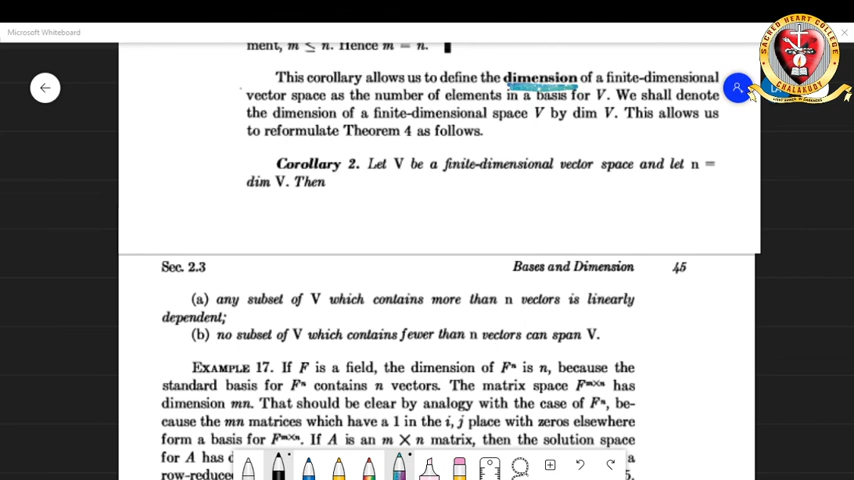 Microsoft Whiteboard
ment, m ≤ n. Hence m = n. ∎
This corollary allows us to define the dimension of a finite-dimensional
vector space as the number of elements in a basis for V. We shall denote
the dimension of a finite-dimensional space V by dim V. This allows us
to reformulate Theorem 4 as follows.
Corollary 2. Let V be a finite-dimensional vector space and let n =
dim V. Then
Sec. 2.3 Bases and Dimension 45
(a) any subset of V which contains more than n vectors is linearly
dependent;
(b) no subset of V which contains fewer than n vectors can span V.
EXAMPLE 17. If F is a field, the dimension of Fⁿ is n, because the
standard basis for Fⁿ contains n vectors. The matrix space Fᵐˣⁿ has
dimension mn. That should be clear by analogy with the case of Fⁿ, be-
cause the mn matrices which have a 1 in the i, j place with zeros elsewhere
form a basis for Fᵐˣⁿ. If A is an m × n matrix, then the solution space
for A has a
row-reduce
SACRED HEART COLLEGE
CHALAKUDY